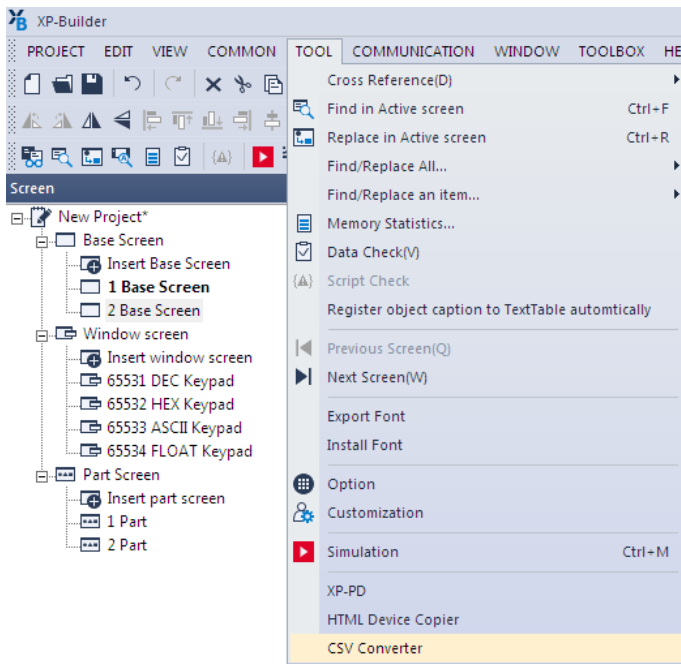 XP-Builder
PROJECT EDIT VIEW COMMON TOOL COMMUNICATION WINDOW TOOLBOX HE
Cross Reference(D)
Find in Active screen Ctrl+F
Replace in Active screen Ctrl+R
Find/Replace All...
Find/Replace an item...
Memory Statistics...
Data Check(V)
Script Check
Register object caption to TextTable automtically
Previous Screen(Q)
Next Screen(W)
Export Font
Install Font
Option
Customization
Simulation Ctrl+M
XP-PD
HTML Device Copier
CSV Converter
Screen
New Project*
Base Screen
Insert Base Screen
1 Base Screen
2 Base Screen
Window screen
Insert window screen
65531 DEC Keypad
65532 HEX Keypad
65533 ASCII Keypad
65534 FLOAT Keypad
Part Screen
Insert part screen
1 Part
2 Part